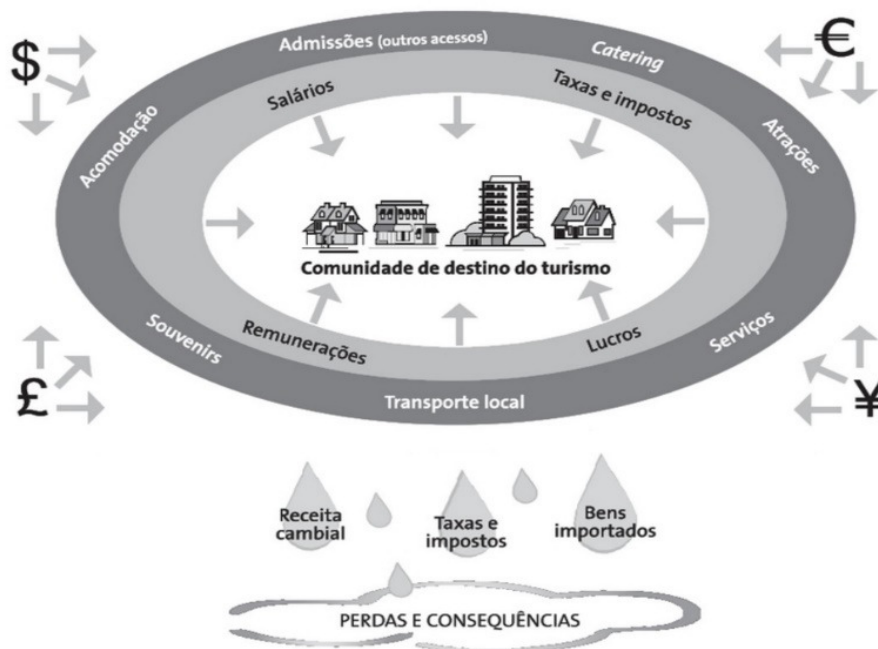 Admissões (outros acessos)
Catering
$
€
Salários
Taxas e impostos
Acomodação
Atrações
Comunidade de destino do turismo
Souvenirs
Remunerações
Lucros
Serviços
£
Transporte local
¥
Receita
cambial
Taxas e
impostos
Bens
importados
PERDAS E CONSEQUÊNCIAS